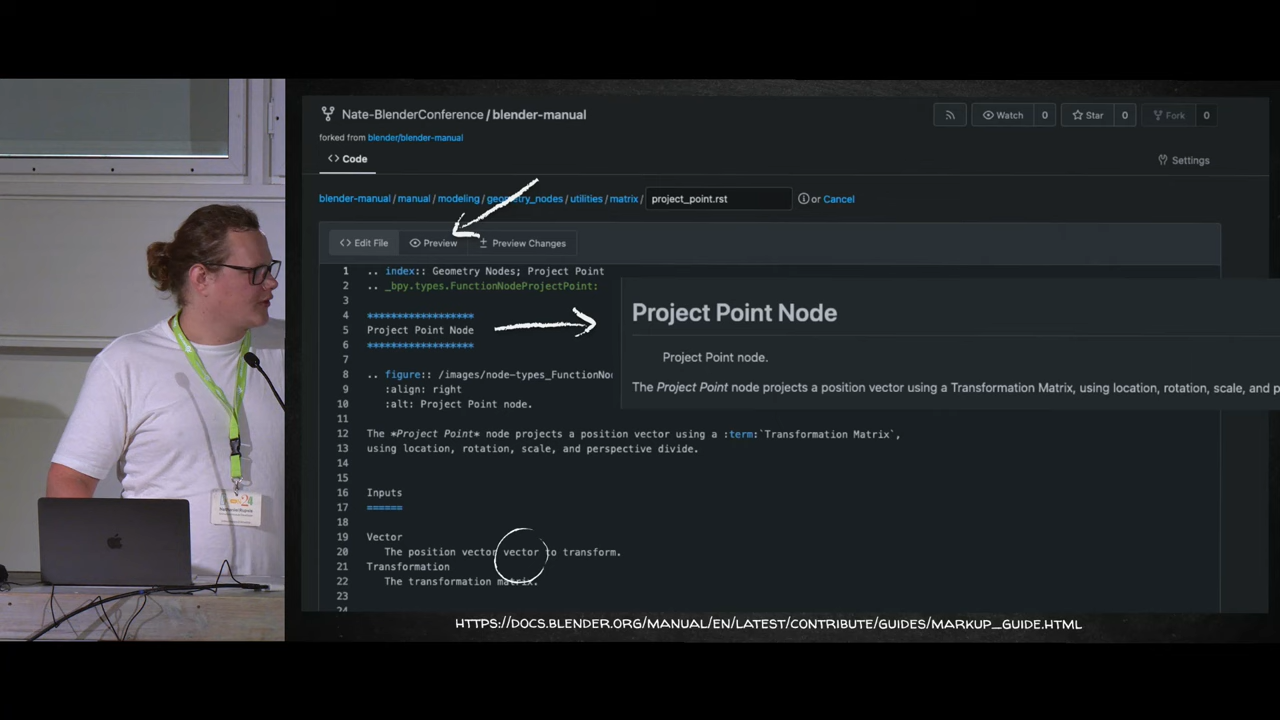 Nate-BlenderConference / blender-manual
Watch 0
Star 0
Fork 0
forked from blender/blender-manual
<> Code
Settings
blender-manual / manual / modeling / geometry_nodes / utilities / matrix / project_point.rst or Cancel
<> Edit File
Preview
Preview Changes
1 .. index:: Geometry Nodes; Project Point
2 .. _bpy.types.FunctionNodeProjectPoint:
3
4 ******************
5 Project Point Node
6 ******************
7
8 .. figure:: /images/node-types_FunctionNo
9 :align: right
10 :alt: Project Point node.
11
12 The *Project Point* node projects a position vector using a :term:`Transformation Matrix`,
13 using location, rotation, scale, and perspective divide.
14
15
16 Inputs
17 ======
18
19 Vector
20 The position vector vector to transform.
21 Transformation
22 The transformation matrix.
23
24
Project Point Node
Project Point node.
The Project Point node projects a position vector using a Transformation Matrix, using location, rotation, scale, and p
HTTPS://DOCS.BLENDER.ORG/MANUAL/EN/LATEST/CONTRIBUTE/GUIDES/MARKUP_GUIDE.HTML